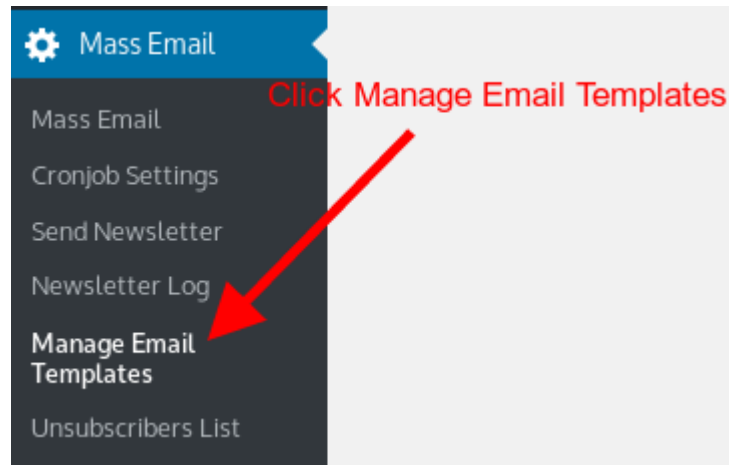 Mass Email
Click Manage Email Templates
Mass Email
Cronjob Settings
Send Newsletter
Newsletter Log
Manage Email
Templates
Unsubscribers List